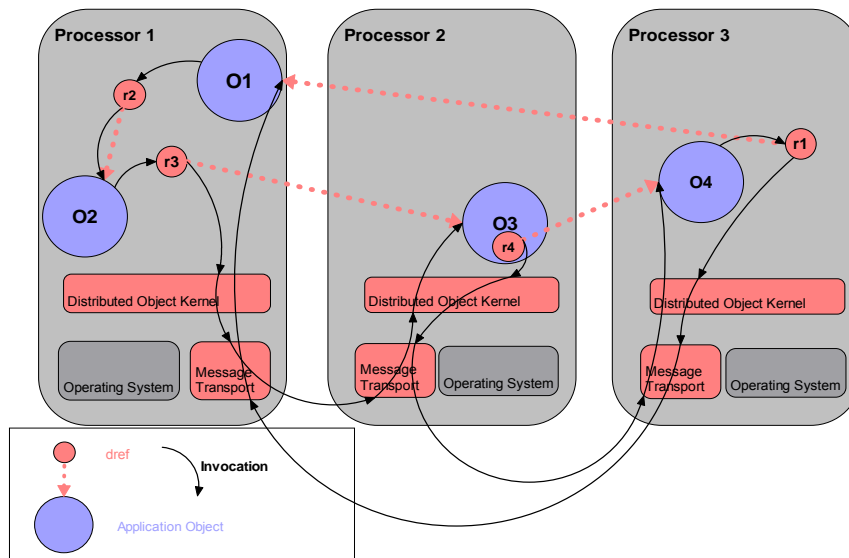 Processor 1
O1
r2
r3
O2
Distributed Object Kernel
Operating System
Message
Transport
Processor 2
O3
r4
Distributed Object Kernel
Message
Transport
Operating System
Processor 3
r1
O4
Distributed Object Kernel
Message
Transport
Operating System
dref
Invocation
Application Object